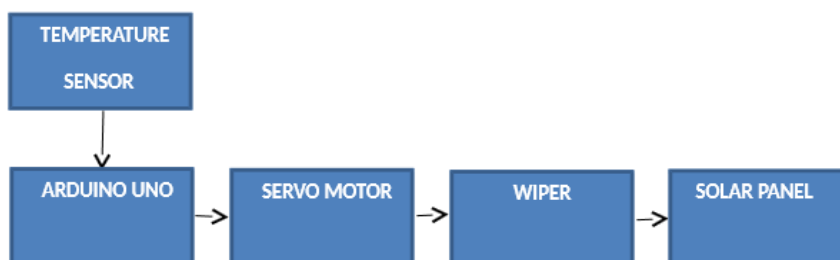 TEMPERATURE
SENSOR
ARDUINO UNO
SERVO MOTOR
WIPER
SOLAR PANEL